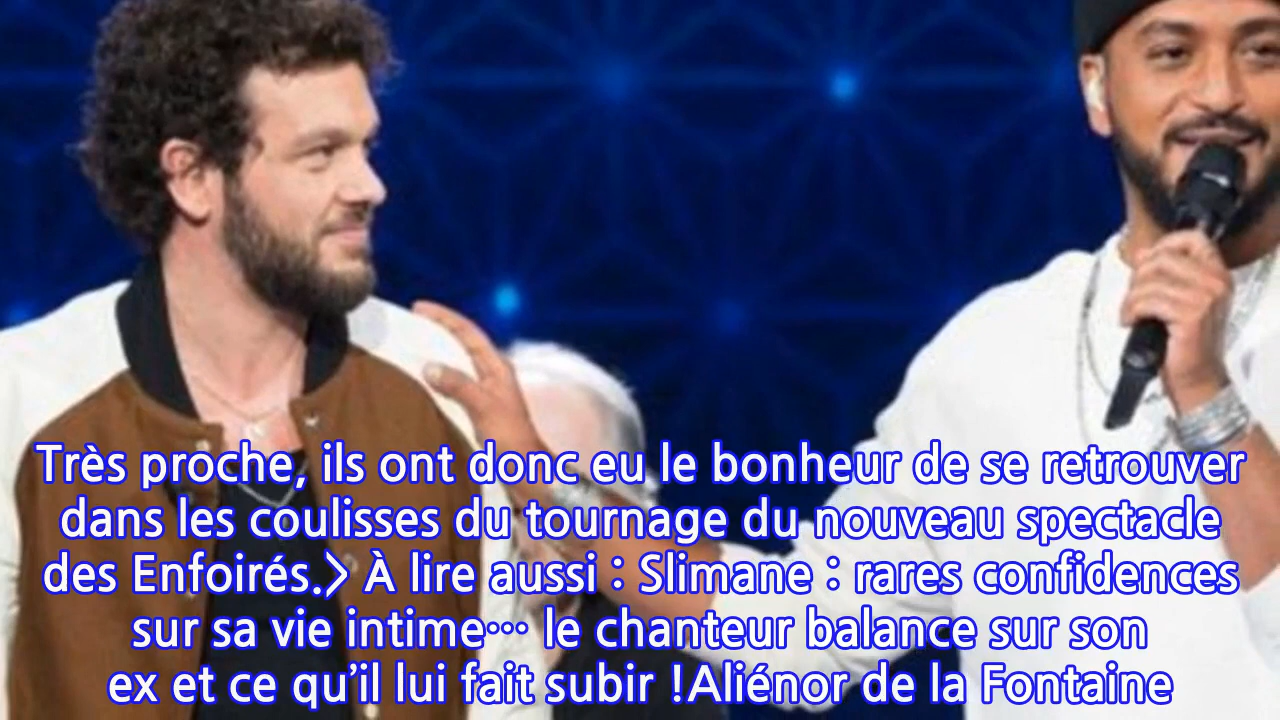 Très proche, ils ont donc eu le bonheur de se retrouver
dans les coulisses du tournage du nouveau spectacle
des Enfoirés.> À lire aussi : Slimane : rares confidences
sur sa vie intime… le chanteur balance sur son
ex et ce qu’il lui fait subir !Aliénor de la Fontaine